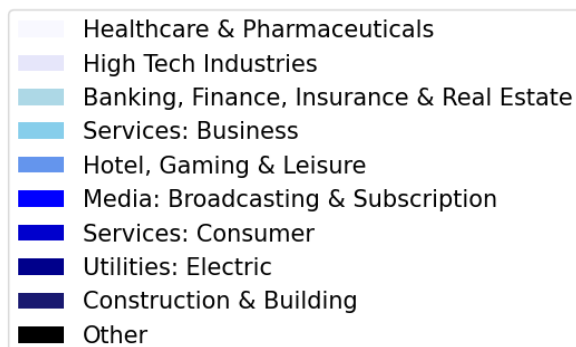 Healthcare & Pharmaceuticals
High Tech Industries
Banking, Finance, Insurance & Real Estate
Services: Business
Hotel, Gaming & Leisure
Media: Broadcasting & Subscription
Services: Consumer
Utilities: Electric
Construction & Building
Other